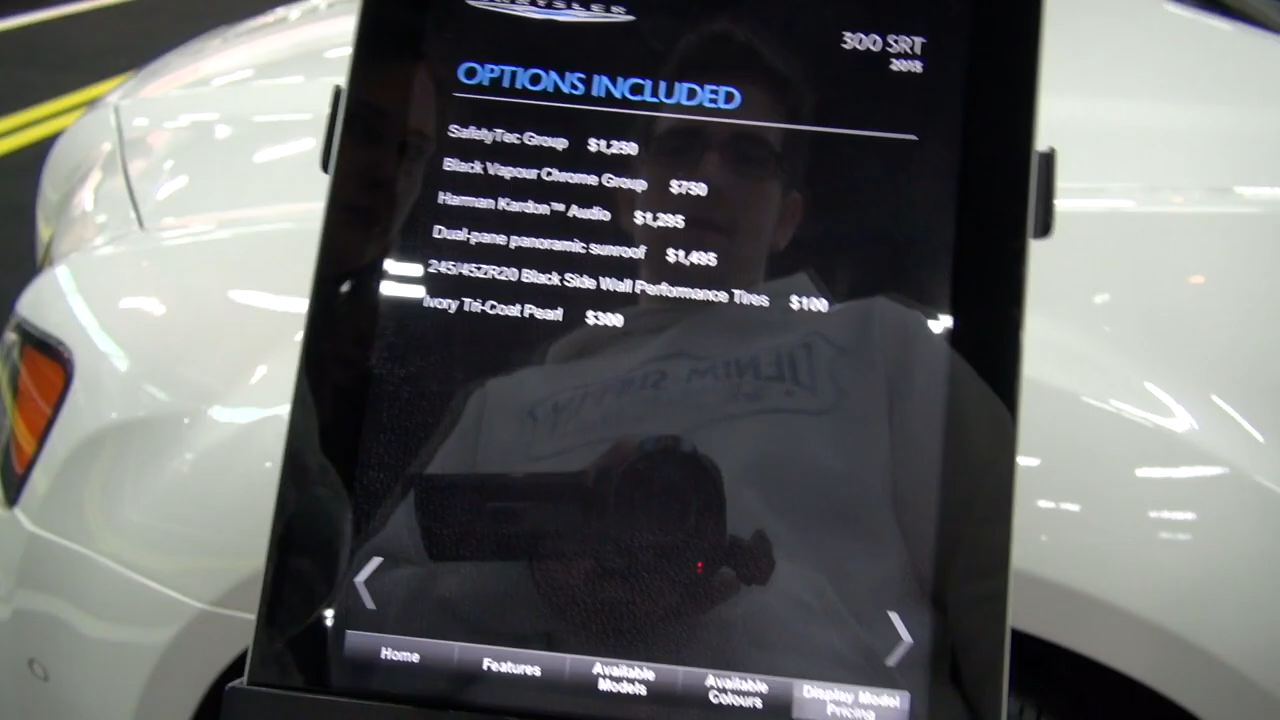 CHRYSLER
300 SRT
2013
OPTIONS INCLUDED
SafetyTec Group $1,250
Black Vapour Chrome Group $750
Harman Kardon™ Audio $1,295
Dual-pane panoramic sunroof $1,495
245/45ZR20 Black Side Wall Performance Tires $100
Ivory Tri-Coat Pearl $300
DENIM
Home
Features
Available
Models
Available
Colours
Display Model
Pricing